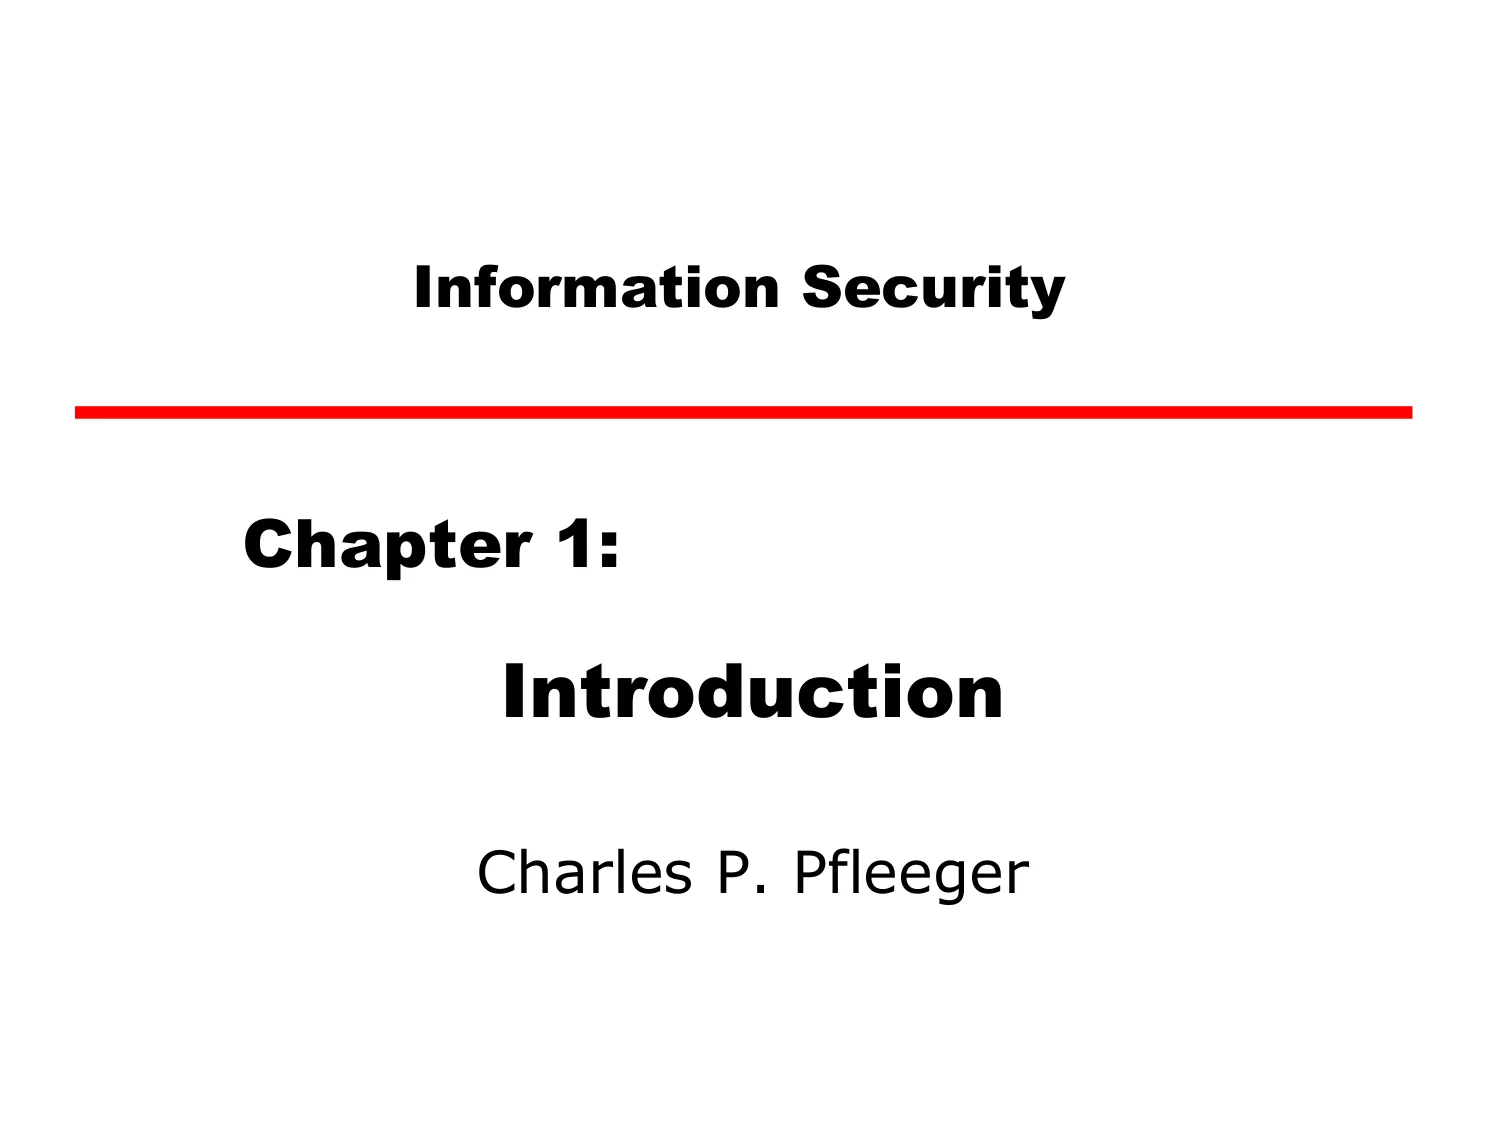 Information Security
Chapter 1:
Introduction
Charles P. Pfleeger